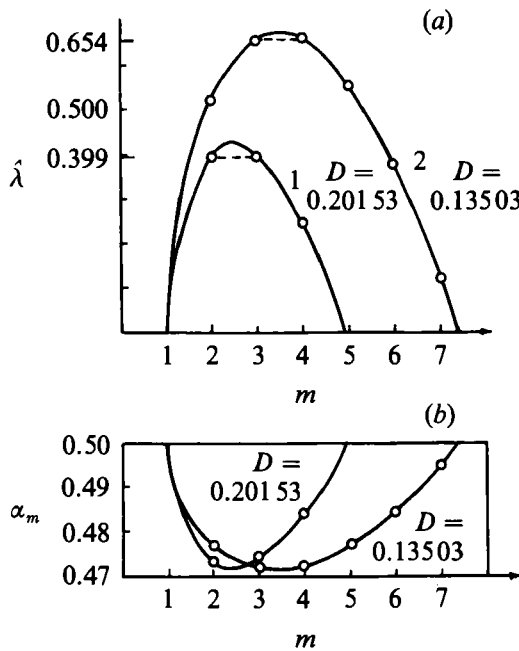 (a)
0.654
0.500
0.399
λ̂
1 D = 2 D =
0.201 53 0.135 03
1 2 3 4 5 6 7
m
(b)
0.50
0.49
0.48
0.47
αm
D =
0.201 53
D =
0.135 03
1 2 3 4 5 6 7
m